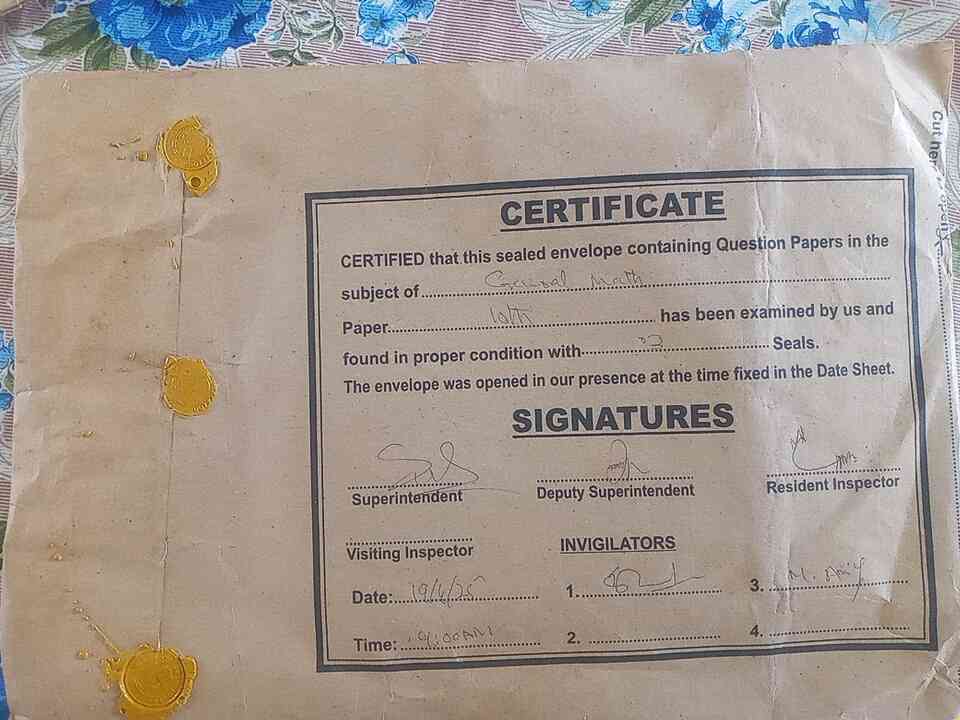 Cut here
CERTIFICATE
CERTIFIED that this sealed envelope containing Question Papers in the
subject of General Math
Paper 10th has been examined by us and
found in proper condition with 03 Seals.
The envelope was opened in our presence at the time fixed in the Date Sheet.
SIGNATURES
Superintendent
Deputy Superintendent
Resident Inspector
Visiting Inspector
INVIGILATORS
Date: 19/4/25
1.
3. M.
Time: 9:00AM
2.
4.